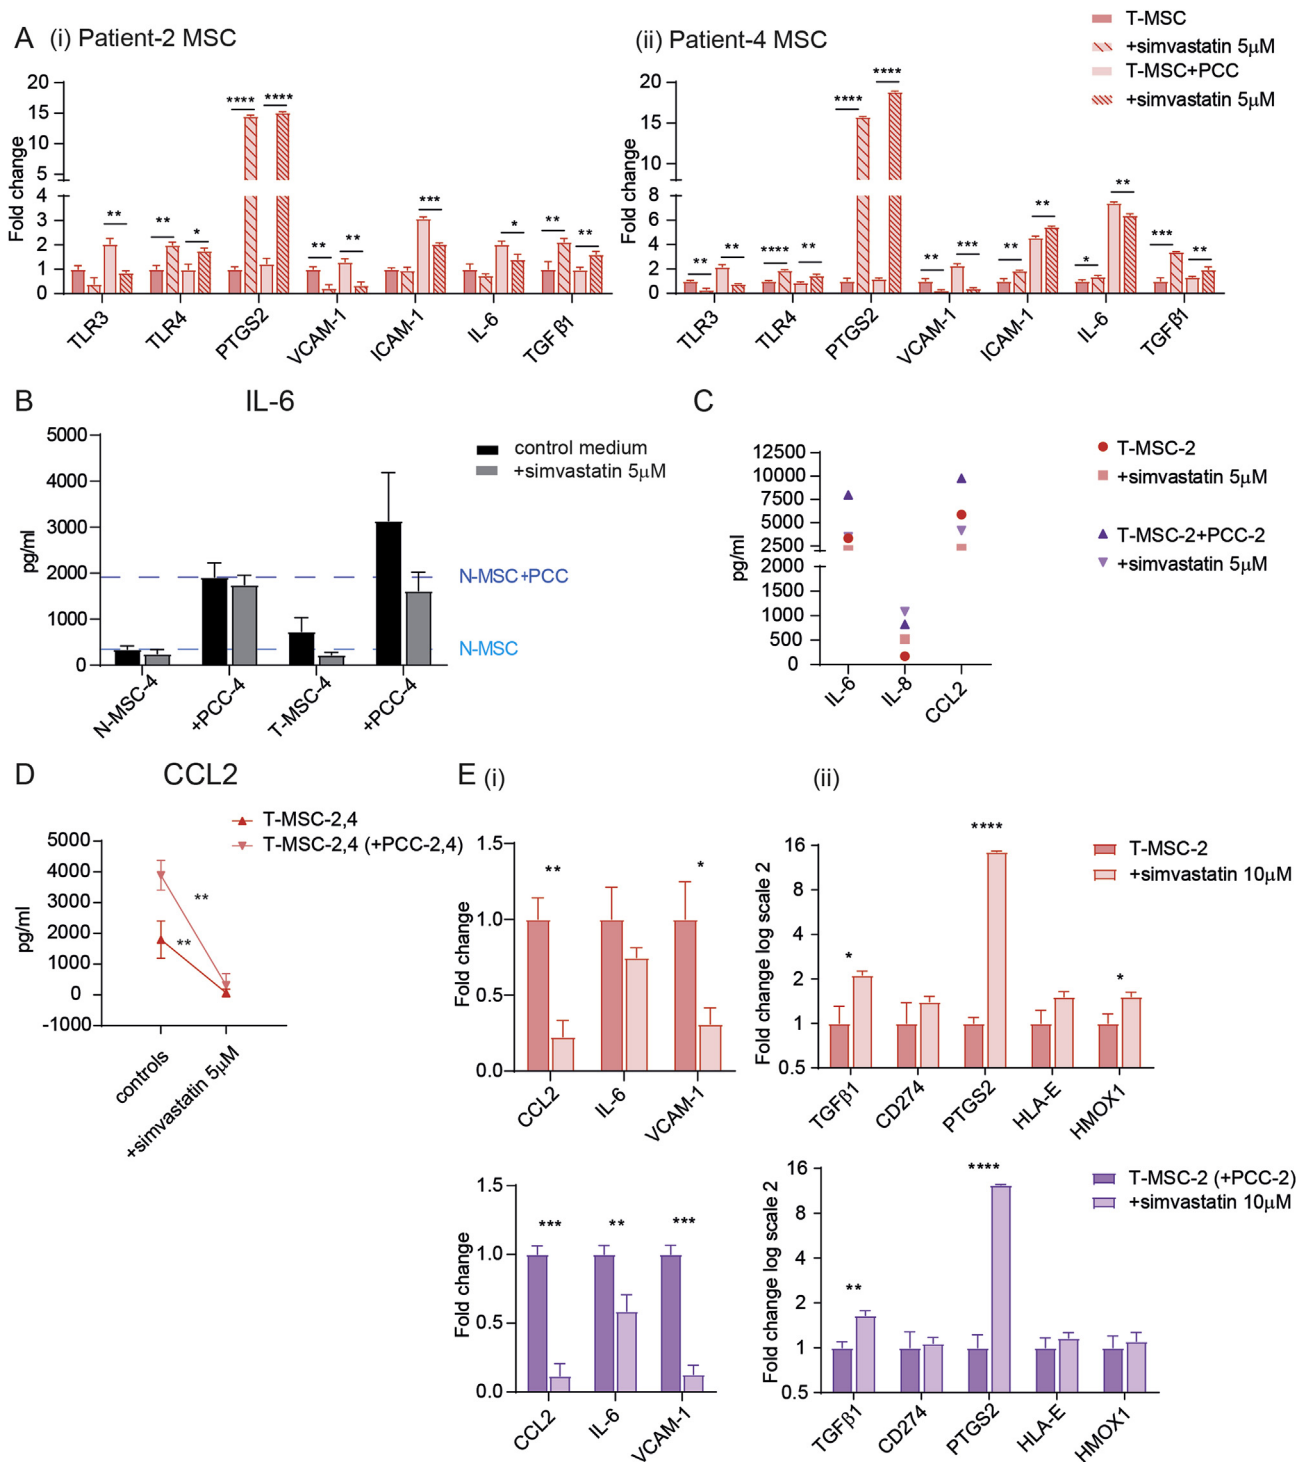 A (i) Patient-2 MSC
(ii) Patient-4 MSC
T-MSC
+simvastatin 5μM
T-MSC+PCC
+simvastatin 5μM
Fold change
20
15
10
5
4
3
2
1
0
** ** * **** **** ** ** *** * ** **
TLR3 TLR4 PTGS2 VCAM-1 ICAM-1 IL-6 TGFβ1
Fold change
20
15
10
8
6
4
2
0
** ** **** ** **** **** ** *** ** ** * ** *** **
TLR3 TLR4 PTGS2 VCAM-1 ICAM-1 IL-6 TGFβ1
B IL-6
pg/ml
5000
4000
3000
2000
1000
0
control medium
+simvastatin 5μM
N-MSC+PCC
N-MSC
N-MSC-4 +PCC-4 T-MSC-4 +PCC-4
C
pg/ml
12500
10000
7500
5000
2500
2000
1500
1000
500
0
IL-6 IL-8 CCL2
T-MSC-2
+simvastatin 5μM
T-MSC-2+PCC-2
+simvastatin 5μM
D CCL2
T-MSC-2,4
T-MSC-2,4 (+PCC-2,4)
pg/ml
5000
4000
3000
2000
1000
0
-1000
**
**
controls +simvastatin 5μM
E (i)
Fold change
1.5
1.0
0.5
0.0
** *
CCL2 IL-6 VCAM-1
(ii)
Fold change log scale 2
16
8
4
2
1
0.5
* **** *
TGFβ1 CD274 PTGS2 HLA-E HMOX1
T-MSC-2
+simvastatin 10μM
Fold change
1.5
1.0
0.5
0.0
*** ** ***
CCL2 IL-6 VCAM-1
Fold change log scale 2
16
8
4
2
1
0.5
** ****
TGFβ1 CD274 PTGS2 HLA-E HMOX1
T-MSC-2 (+PCC-2)
+simvastatin 10μM